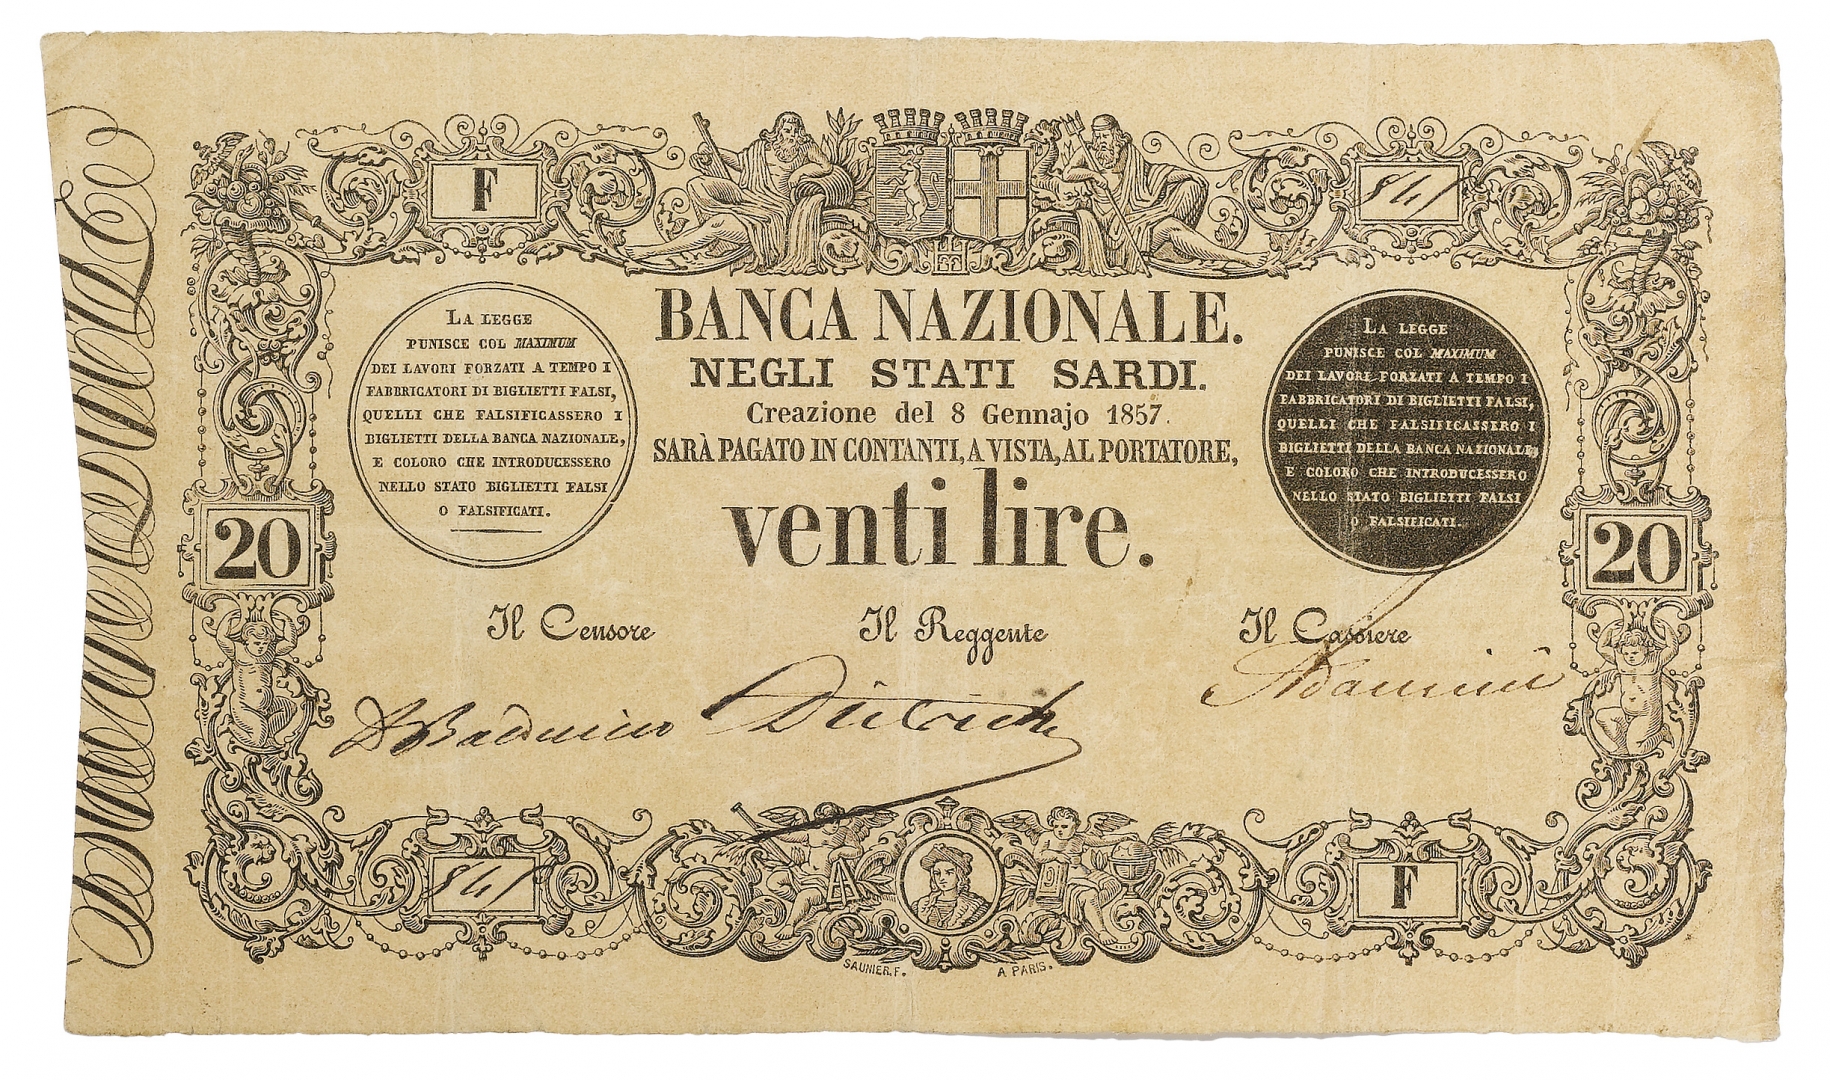 F
BANCA NAZIONALE.
NEGLI STATI SARDI.
Creazione del 8 Gennajo 1857.
SARÀ PAGATO IN CONTANTI, A VISTA, AL PORTATORE,
venti lire.
LA LEGGE
PUNISCE COL MAXIMUM
DEI LAVORI FORZATI A TEMPO I
FABBRICATORI DI BIGLIETTI FALSI,
QUELLI CHE FALSIFICASSERO I
BIGLIETTI DELLA BANCA NAZIONALE,
E COLORO CHE INTRODUCESSERO
NELLO STATO BIGLIETTI FALSI
O FALSIFICATI.
LA LEGGE
PUNISCE COL MAXIMUM
DEI LAVORI FORZATI A TEMPO I
FABBRICATORI DI BIGLIETTI FALSI,
QUELLI CHE FALSIFICASSERO I
BIGLIETTI DELLA BANCA NAZIONALE,
E COLORO CHE INTRODUCESSERO
NELLO STATO BIGLIETTI FALSI
O FALSIFICATI.
20
20
Il Censore
Il Reggente
Il Cassiere
Dietrich
F
SAUNIER.F. A PARIS.